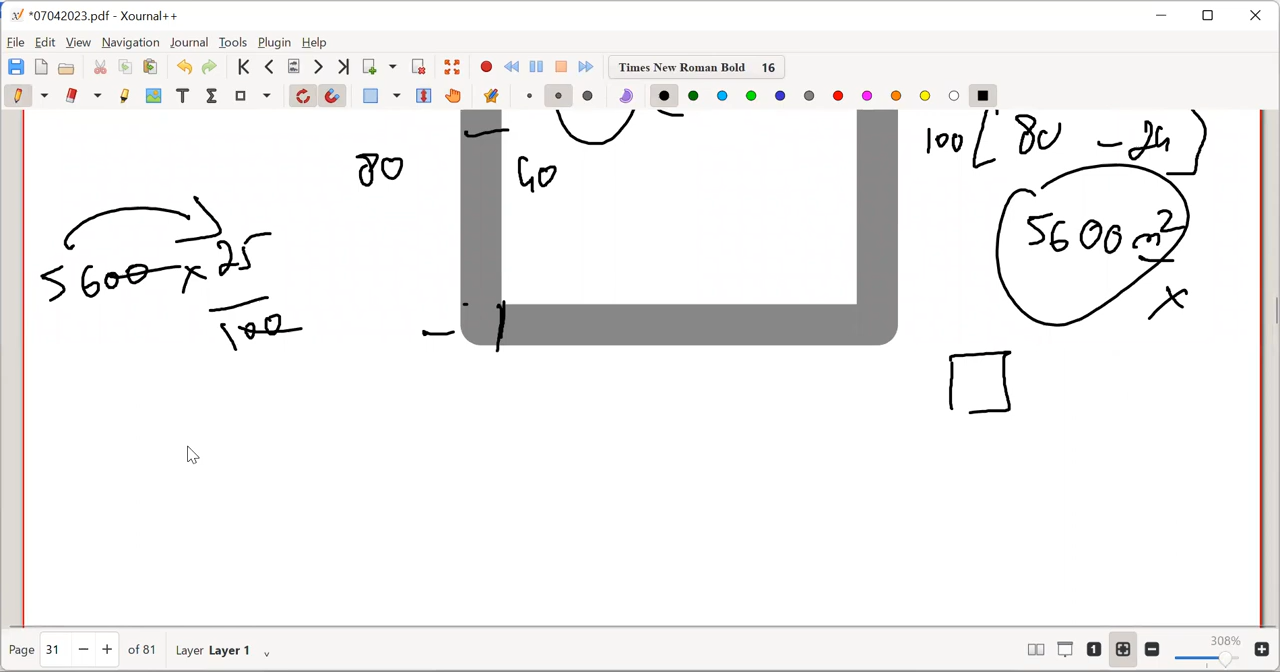 *07042023.pdf - Xournal++
File Edit View Navigation Journal Tools Plugin Help
Times New Roman Bold 16
100 [ 80 - 24 ]
80
40
5600 m²
x
5600 x 25
100
Page 31 of 81 Layer Layer 1
308%